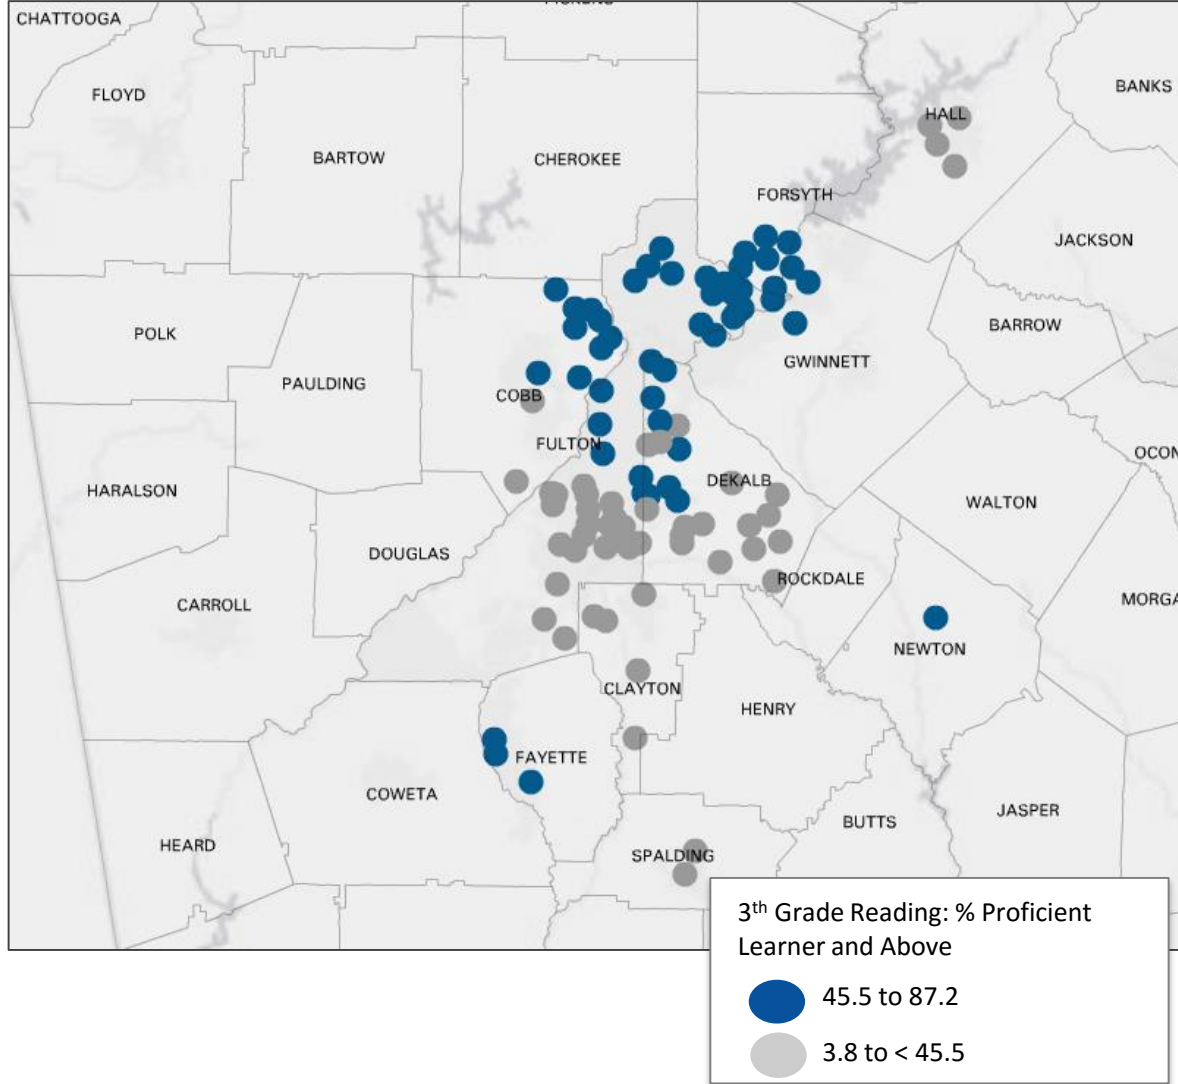 PICKENS
CHATTOOGA
FLOYD
BANKS
HALL
BARTOW
CHEROKEE
FORSYTH
JACKSON
POLK
BARROW
GWINNETT
PAULDING
COBB
FULTON
OCON
DEKALB
HARALSON
WALTON
DOUGLAS
ROCKDALE
CARROLL
MORGA
NEWTON
CLAYTON
HENRY
FAYETTE
COWETA
JASPER
BUTTS
HEARD
SPALDING
3th Grade Reading: % Proficient
Learner and Above
45.5 to 87.2
3.8 to < 45.5